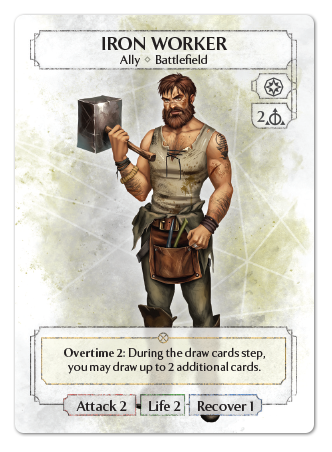 IRON WORKER
Ally ◇ Battlefield
2
Overtime 2: During the draw cards step,
you may draw up to 2 additional cards.
Attack 2 Life 2 Recover 1